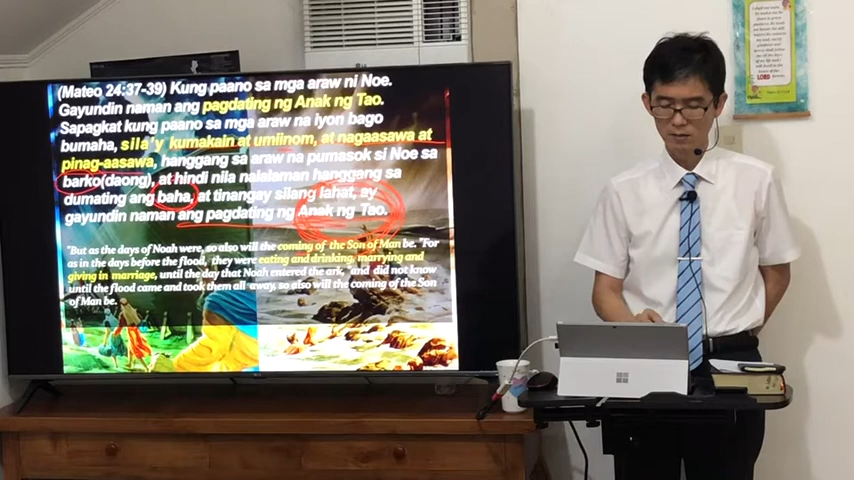 (Mateo 24:37-39) Kung paano sa mga araw ni Noe.
Gayundin naman ang pagdating ng Anak ng Tao.
Sapagkat kung paano sa mga araw na iyon bago
bumaha, sila'y kumakain at umiinom, at nagaasawa at
pinag-aasawa, hanggang sa araw na pumasok si Noe sa
barko(daong), at hindi nila nalalaman hanggang sa
dumating ang baha, at tinangay silang lahat, ay
gayundin naman ang pagdating ng Anak ng Tao.
"But as the days of Noah were, so also will the coming of the Son of Man be. "For
as in the days before the flood, they were eating and drinking, marrying and
giving in marriage, until the day that Noah entered the ark, "and did not know
until the flood came and took them all away, so also will the coming of the Son
of Man be.
LORD